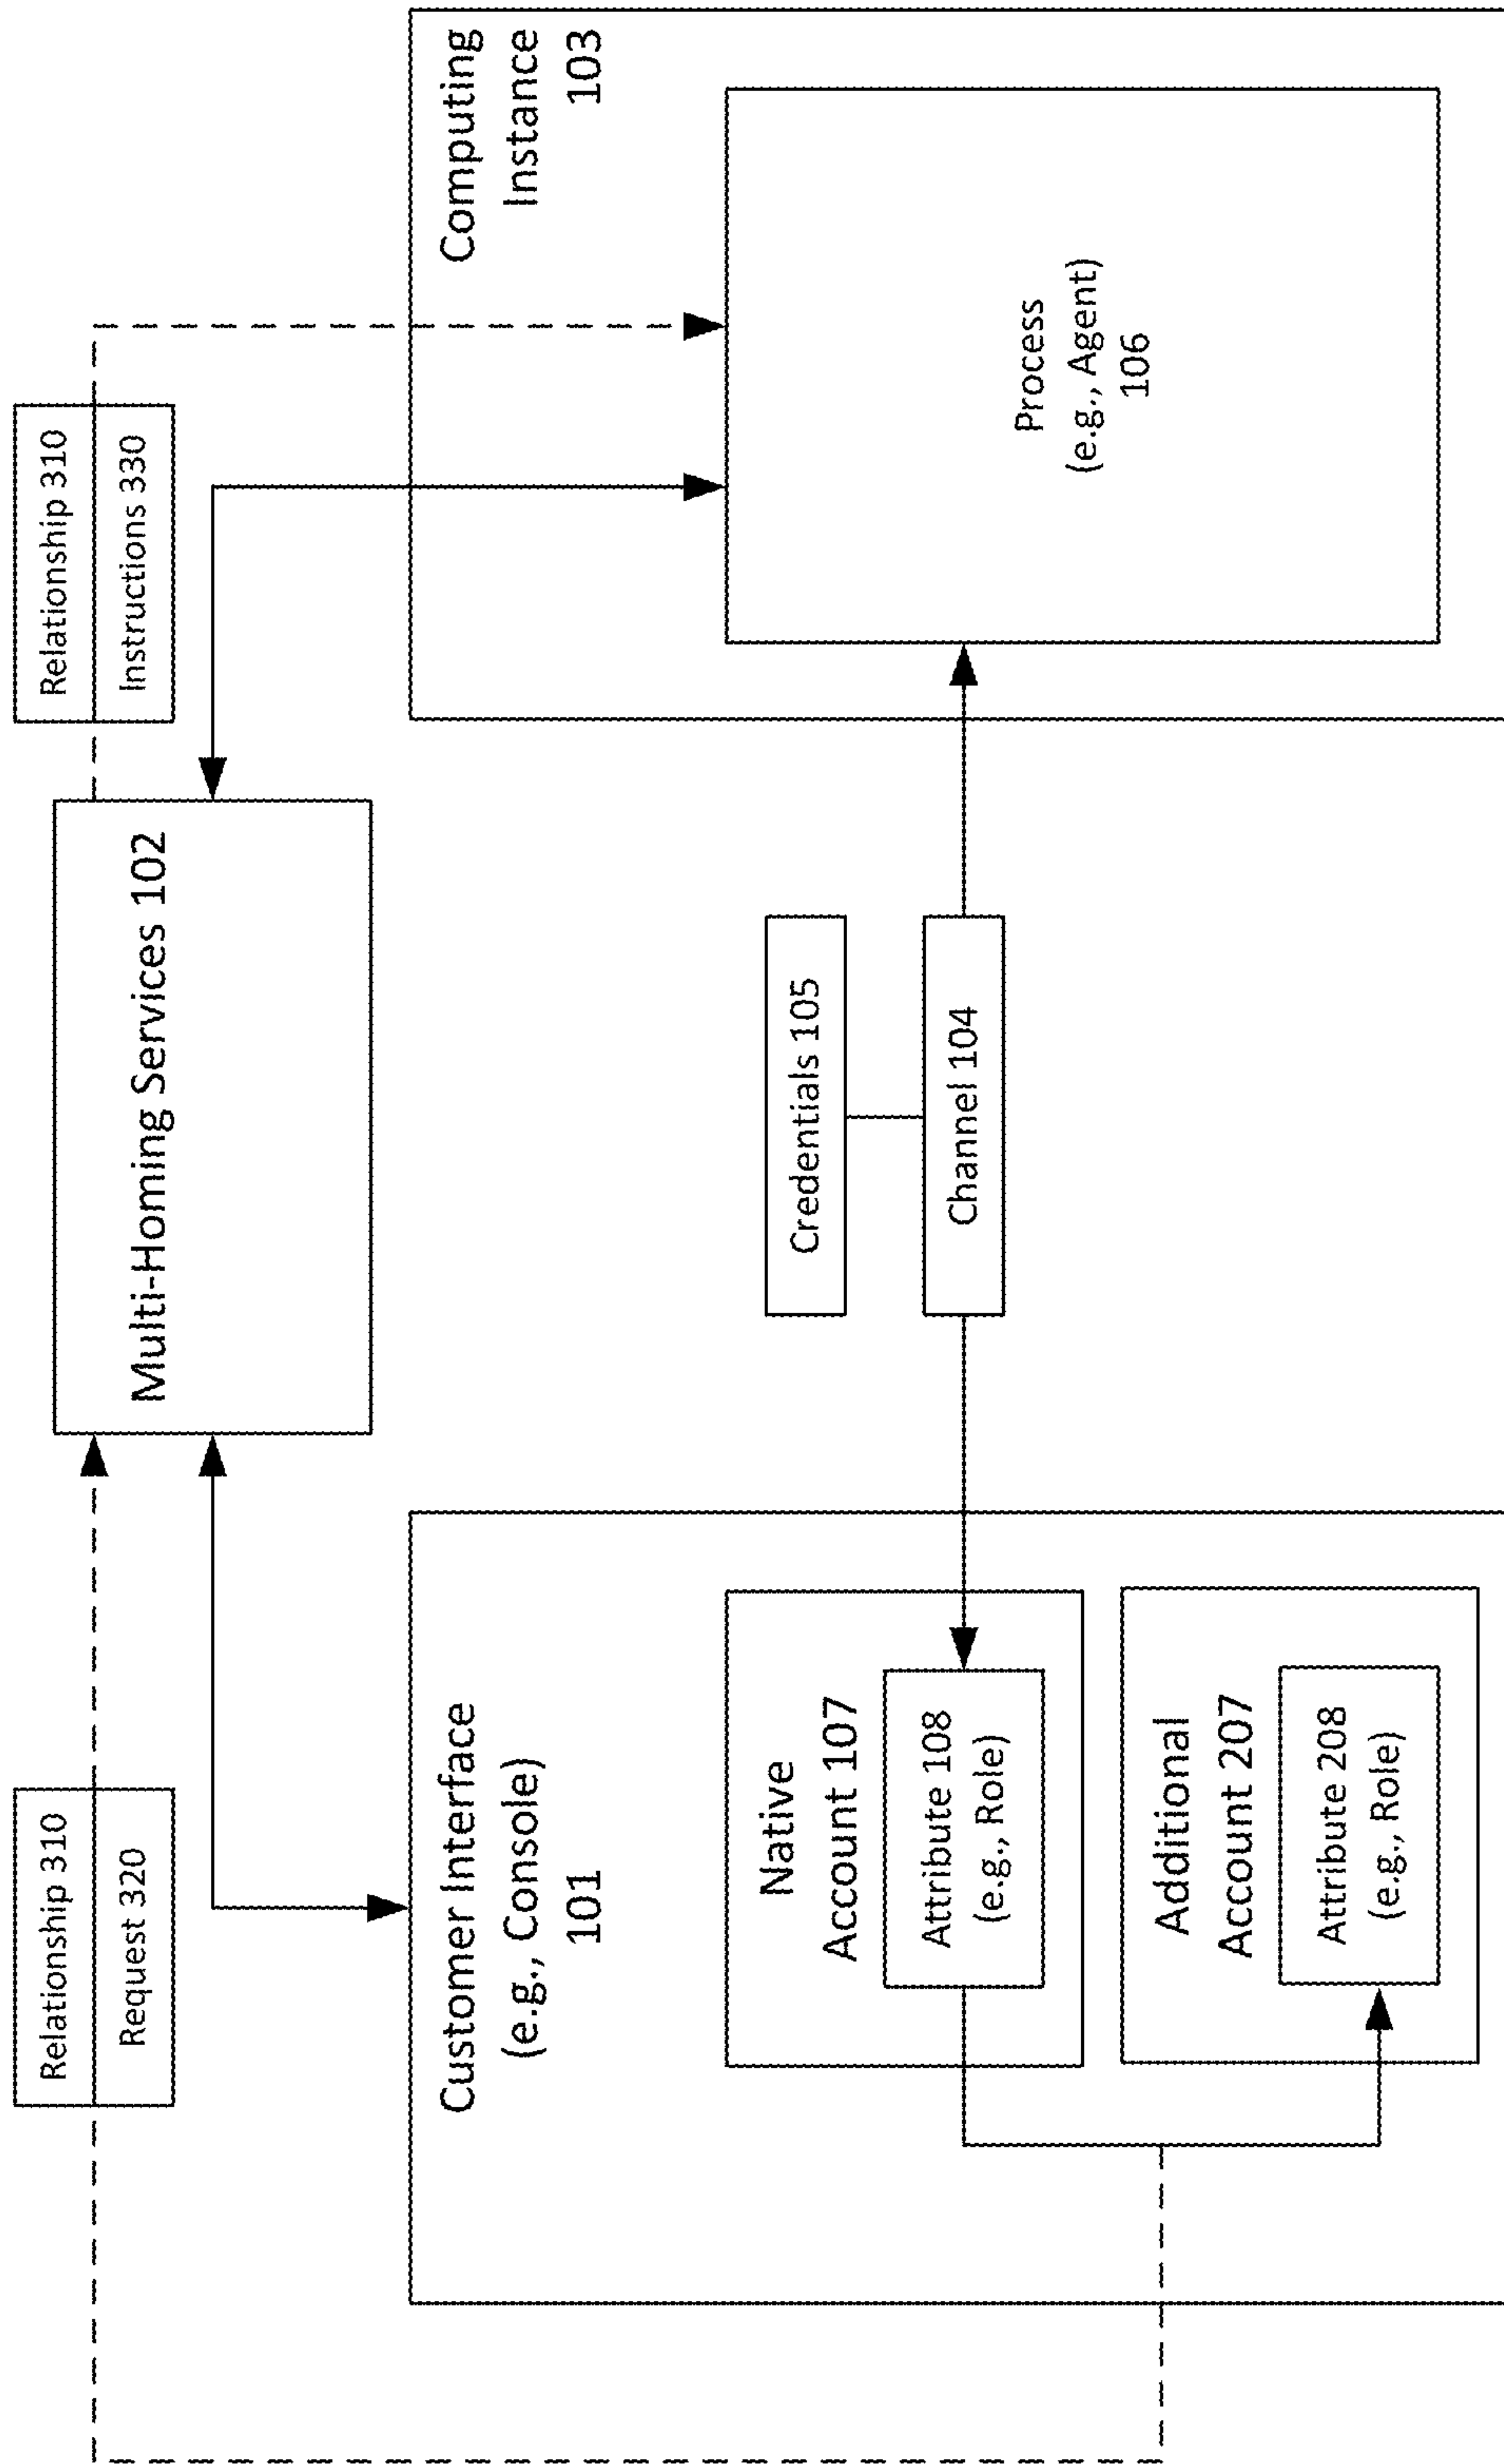 Relationship 310
Request 320
Multi-Homing Services 102
Relationship 310
Instructions 330
Customer Interface
(e.g., Console)
101
Native
Account 107
Attribute 108
(e.g., Role)
Additional
Account 207
Attribute 208
(e.g., Role)
Credentials 105
Channel 104
Computing
Instance
103
Process
(e.g., Agent)
106